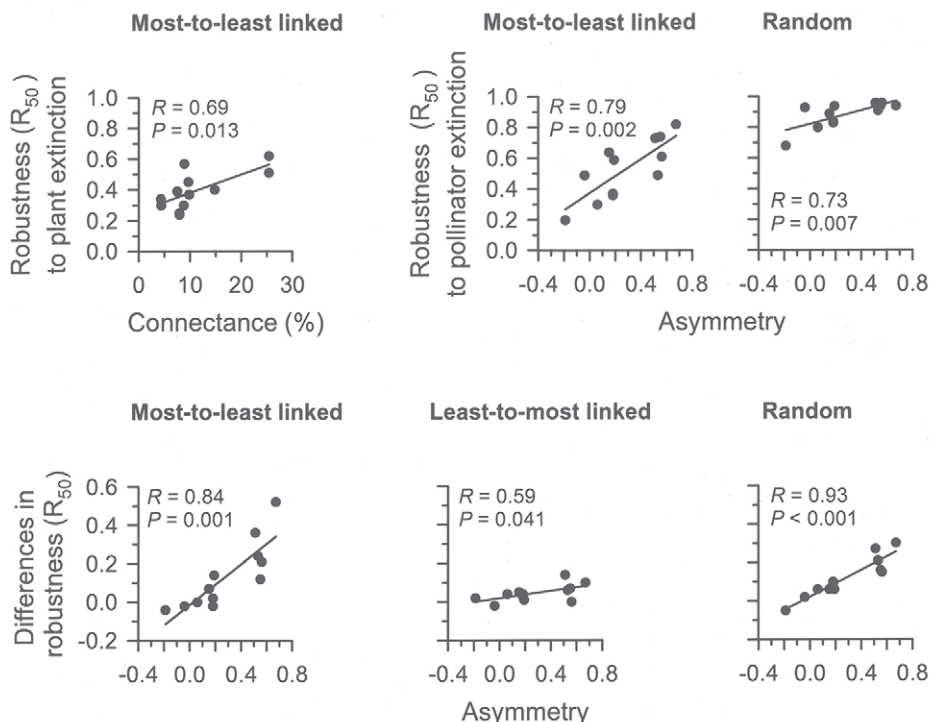 Most-to-least linked
Most-to-least linked
Random
Robustness (R50)
to plant extinction
1.0
0.8
0.6
0.4
0.2
0.0
R = 0.69
P = 0.013
0
10
20
30
Connectance (%)
Robustness (R50)
to pollinator extinction
1.0
0.8
0.6
0.4
0.2
0.0
R = 0.79
P = 0.002
-0.4
0.0
0.4
0.8
R = 0.73
P = 0.007
-0.4
0.0
0.4
0.8
Asymmetry
Most-to-least linked
Least-to-most linked
Random
Differences in
robustness (R50)
0.6
0.4
0.2
0.0
-0.2
R = 0.84
P = 0.001
-0.4
0.0
0.4
0.8
R = 0.59
P = 0.041
-0.4
0.0
0.4
0.8
R = 0.93
P < 0.001
-0.4
0.0
0.4
0.8
Asymmetry